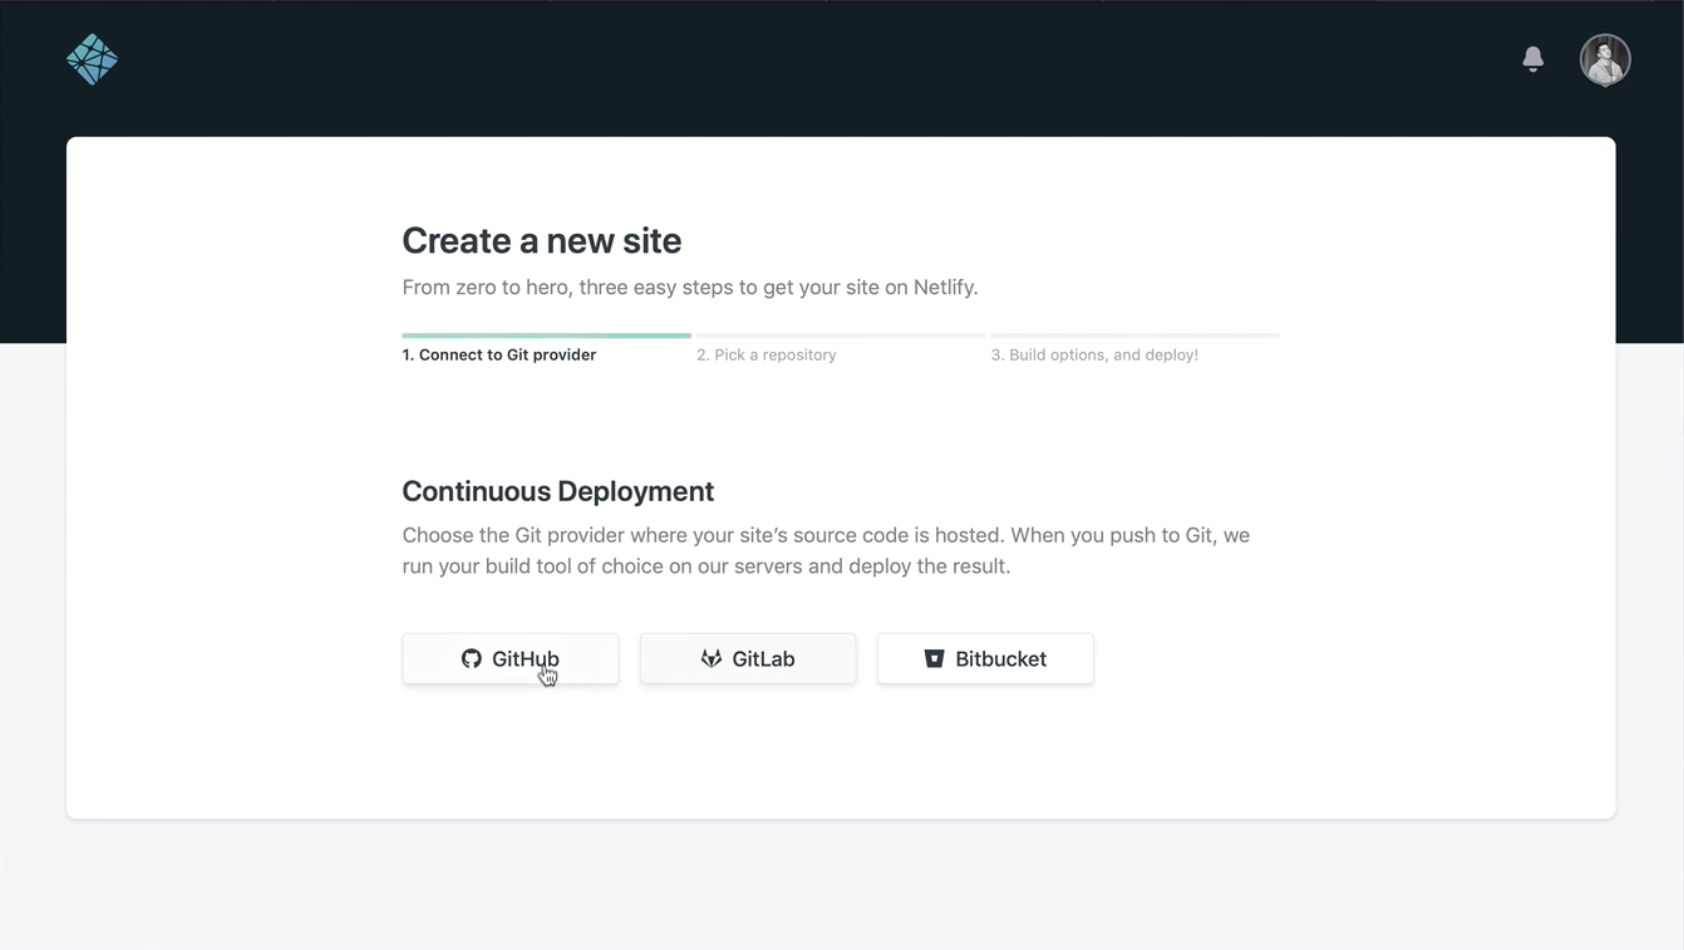 Create a new site
From zero to hero, three easy steps to get your site on Netlify.
1. Connect to Git provider
2. Pick a repository
3. Build options, and deploy!
Continuous Deployment
Choose the Git provider where your site's source code is hosted. When you push to Git, we
run your build tool of choice on our servers and deploy the result.
GitHub
GitLab
Bitbucket